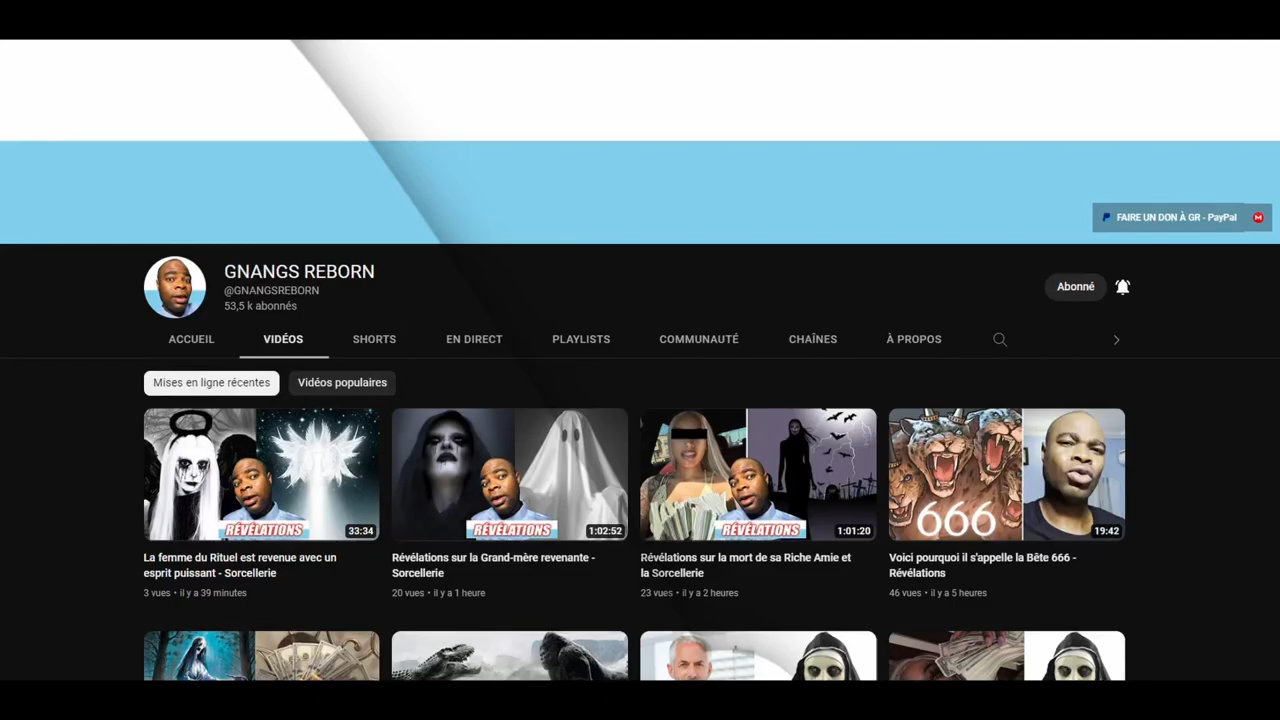 FAIRE UN DON À GR - PayPal
M
GNANGS REBORN
@GNANGSREBORN
53,5 k abonnés
Abonné
ACCUEIL
VIDÉOS
SHORTS
EN DIRECT
PLAYLISTS
COMMUNAUTÉ
CHAÎNES
À PROPOS
Mises en ligne récentes
Vidéos populaires
RÉVÉLATIONS
33:34
La femme du Rituel est revenue avec un
esprit puissant - Sorcellerie
3 vues • il y a 39 minutes
RÉVÉLATIONS
1:02:52
Révélations sur la Grand-mère revenante -
Sorcellerie
20 vues • il y a 1 heure
RÉVÉLATIONS
1:01:20
Révélations sur la mort de sa Riche Amie et
la Sorcellerie
23 vues • il y a 2 heures
666
19:42
Voici pourquoi il s'appelle la Bête 666 -
Révélations
46 vues • il y a 5 heures